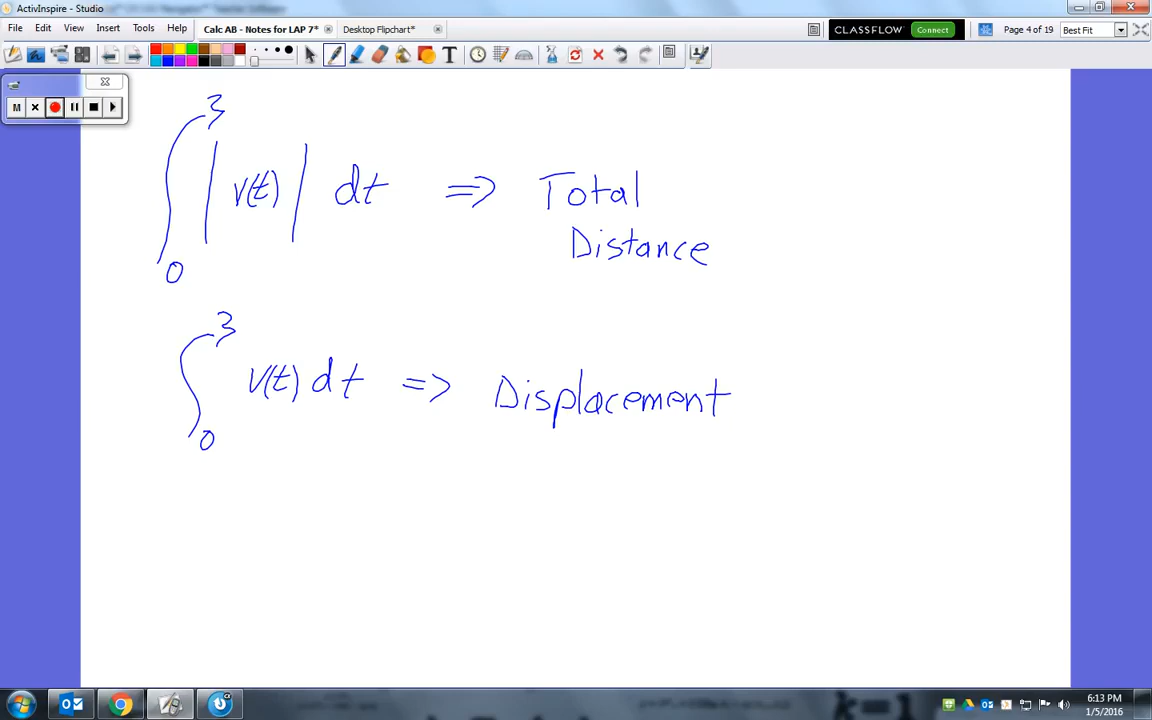 ActivInspire - Studio
File Edit View Insert Tools Help
Calc AB - Notes for LAP 7* Desktop Flipchart*
CLASSFLOW Connect
Page 4 of 19 Best Fit
M
3
∫ |v(t)| dt => Total
Distance
0
3
∫ v(t) dt => Displacement
0
6:13 PM
1/5/2016